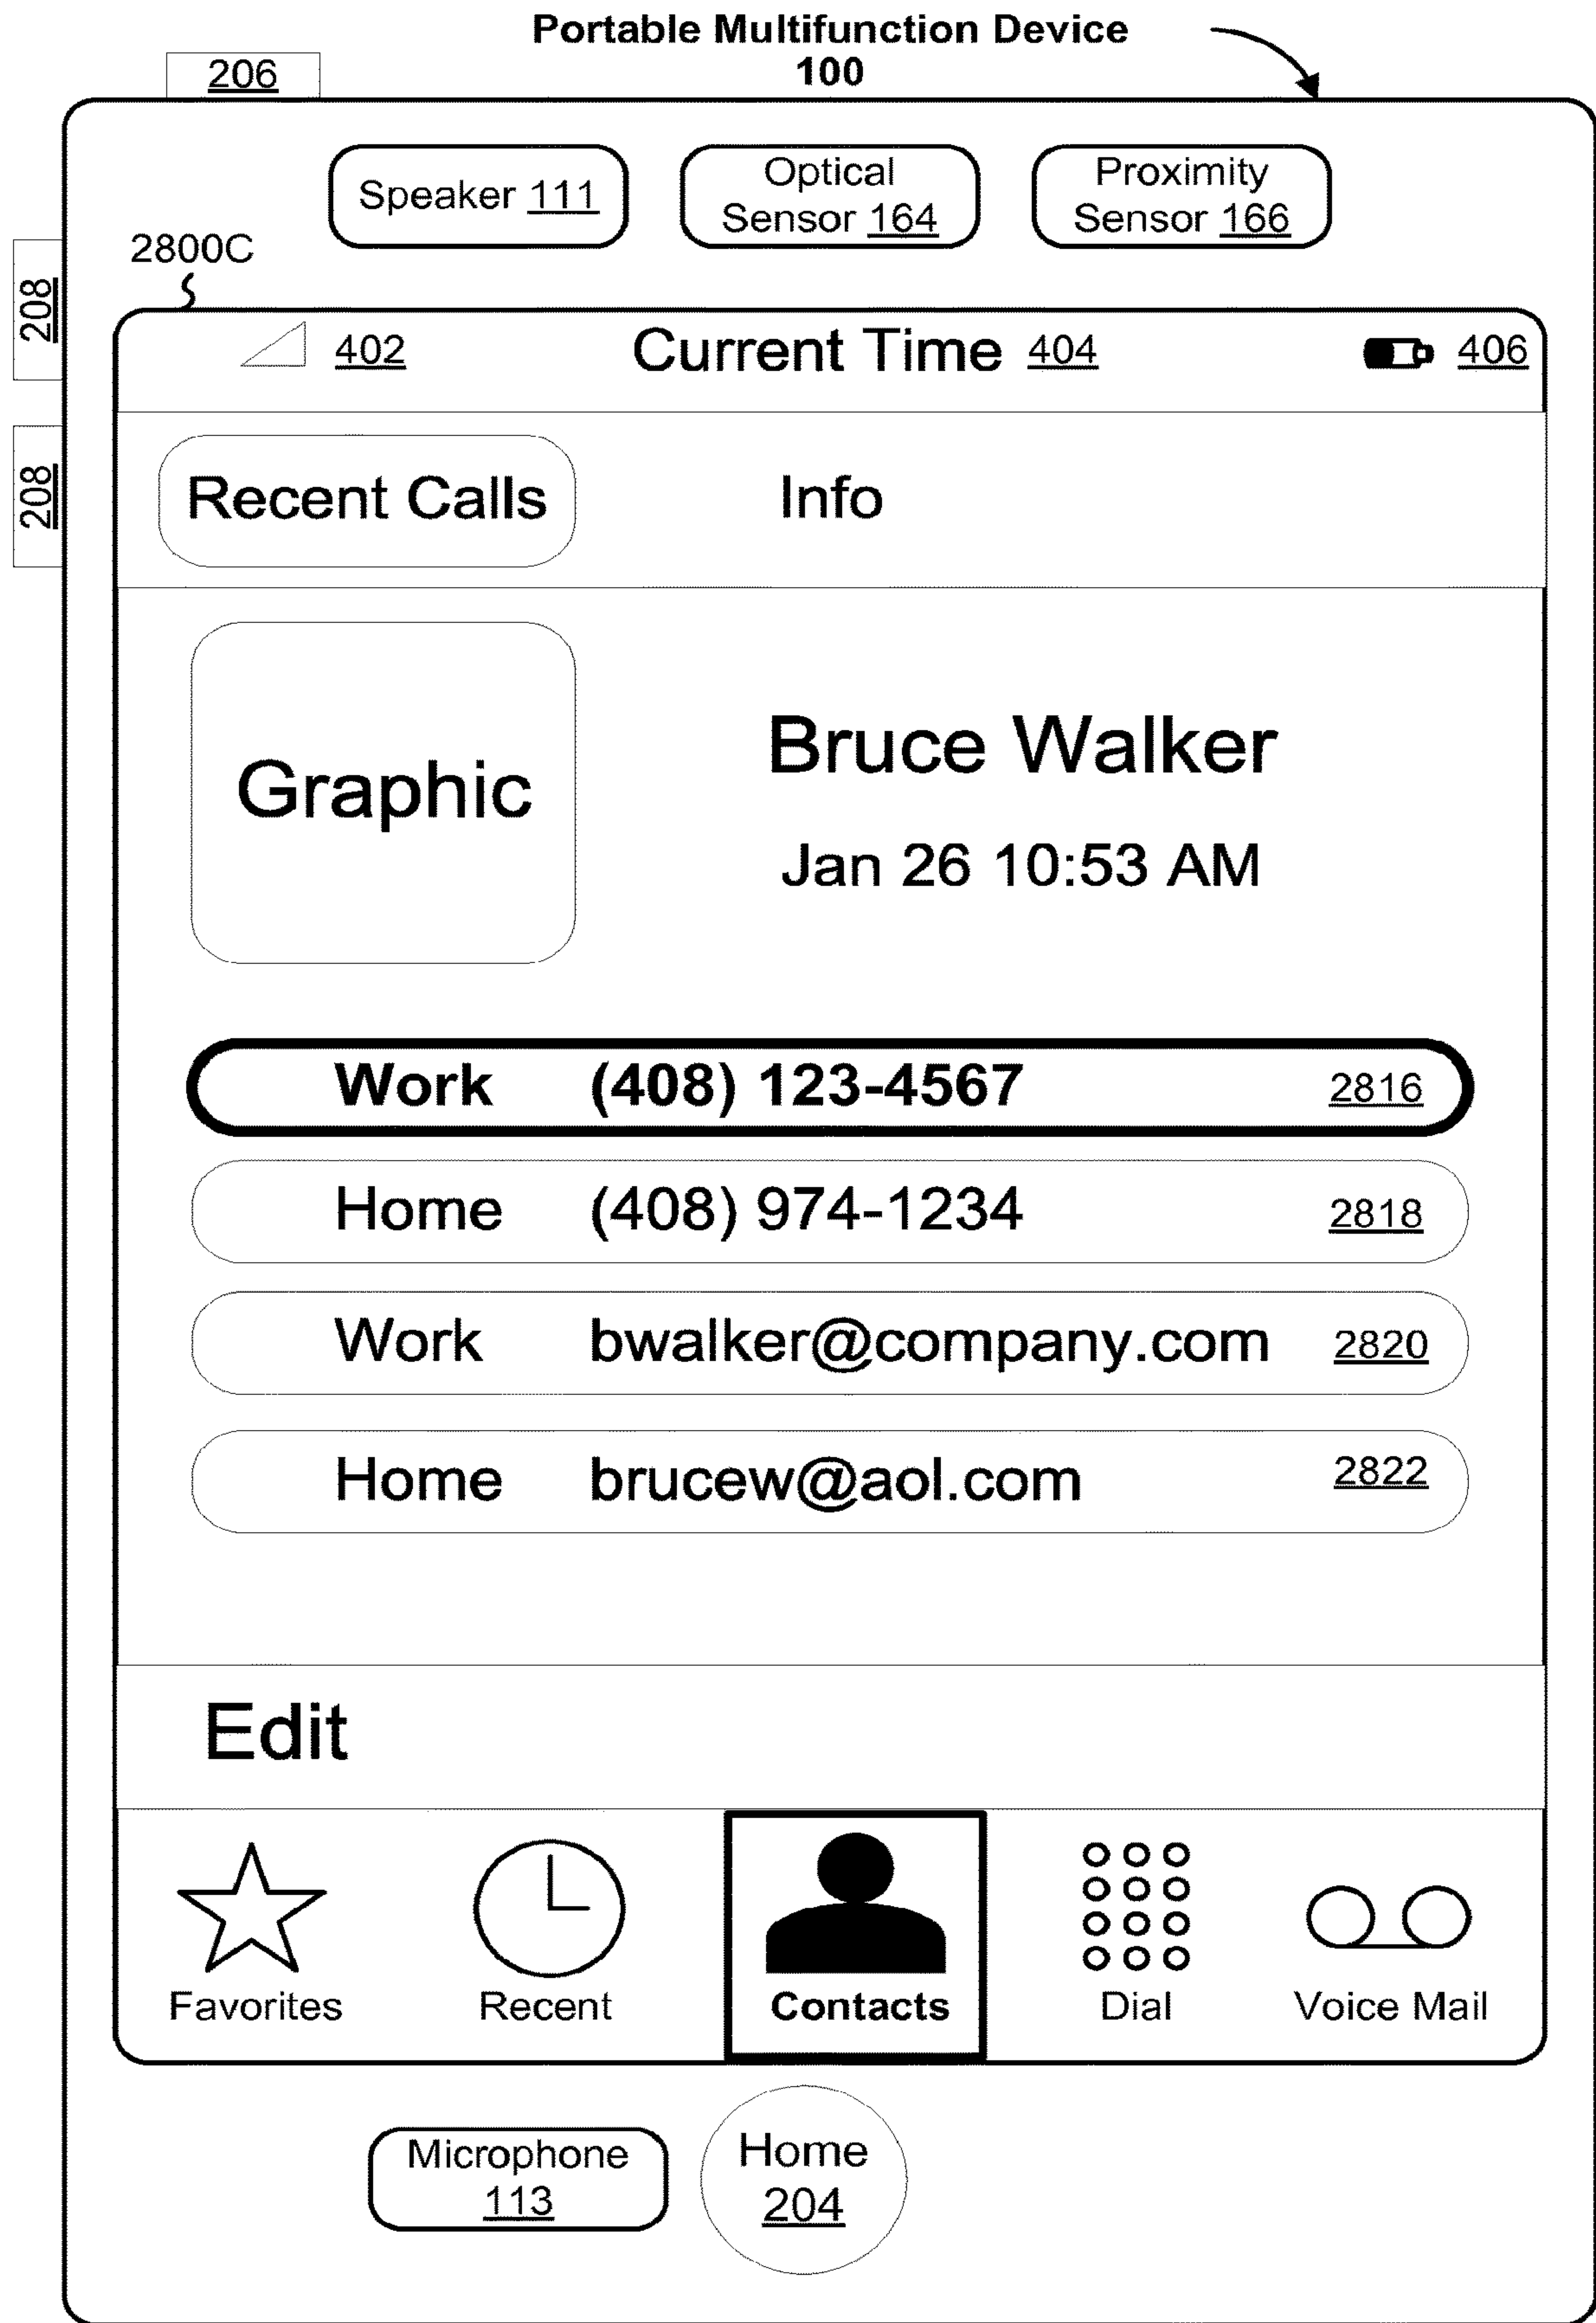 Portable Multifunction Device
100
206
Speaker 111
Optical
Sensor 164
Proximity
Sensor 166
2800C
208
208
402
Current Time 404
406
Recent Calls
Info
Graphic
Bruce Walker
Jan 26 10:53 AM
Work (408) 123-4567 2816
Home (408) 974-1234 2818
Work bwalker@company.com 2820
Home brucew@aol.com 2822
Edit
Favorites
Recent
Contacts
Dial
Voice Mail
Microphone
113
Home
204